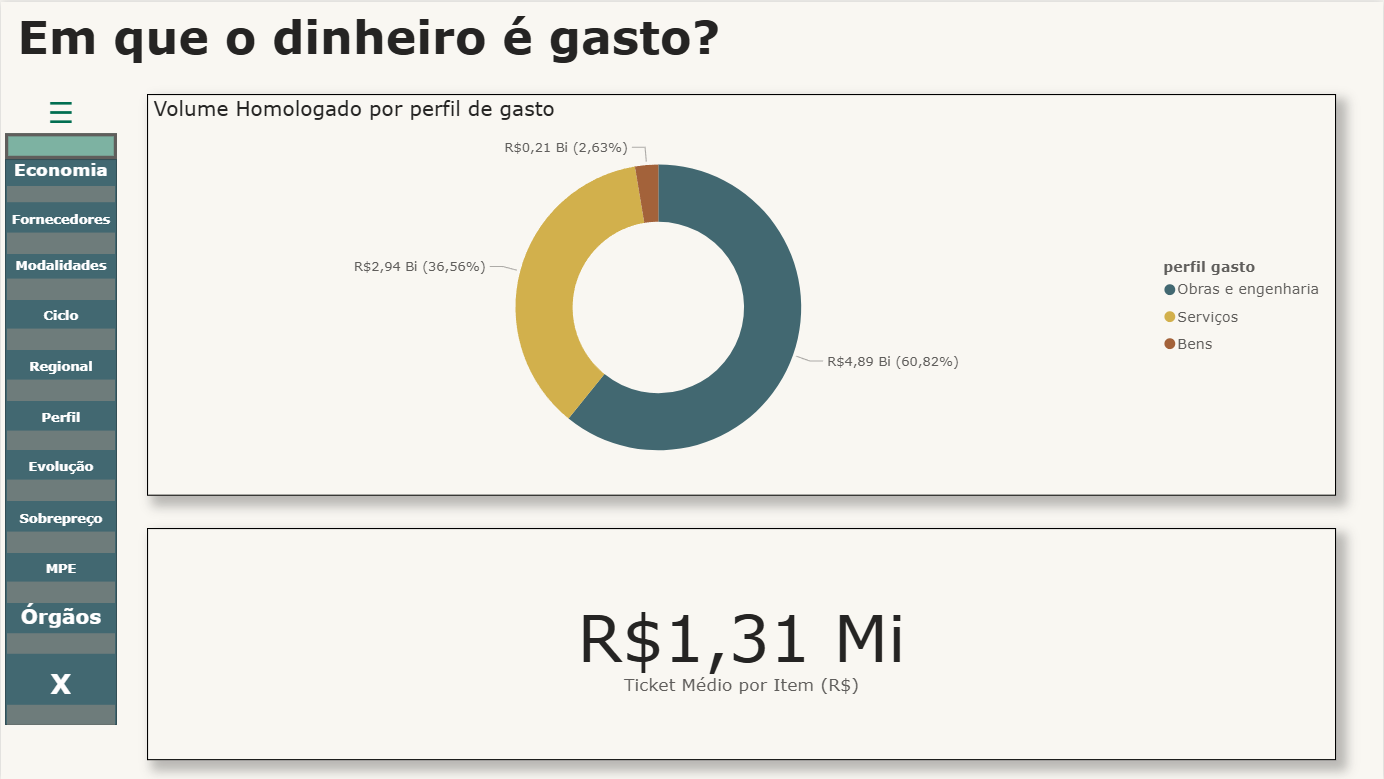 Em que o dinheiro é gasto?
☰
Economia
Fornecedores
Modalidades
Ciclo
Regional
Perfil
Evolução
Sobrepreço
MPE
Órgãos
X
Volume Homologado por perfil de gasto
R$0,21 Bi (2,63%)
R$2,94 Bi (36,56%)
R$4,89 Bi (60,82%)
perfil gasto
Obras e engenharia
Serviços
Bens
R$1,31 Mi
Ticket Médio por Item (R$)